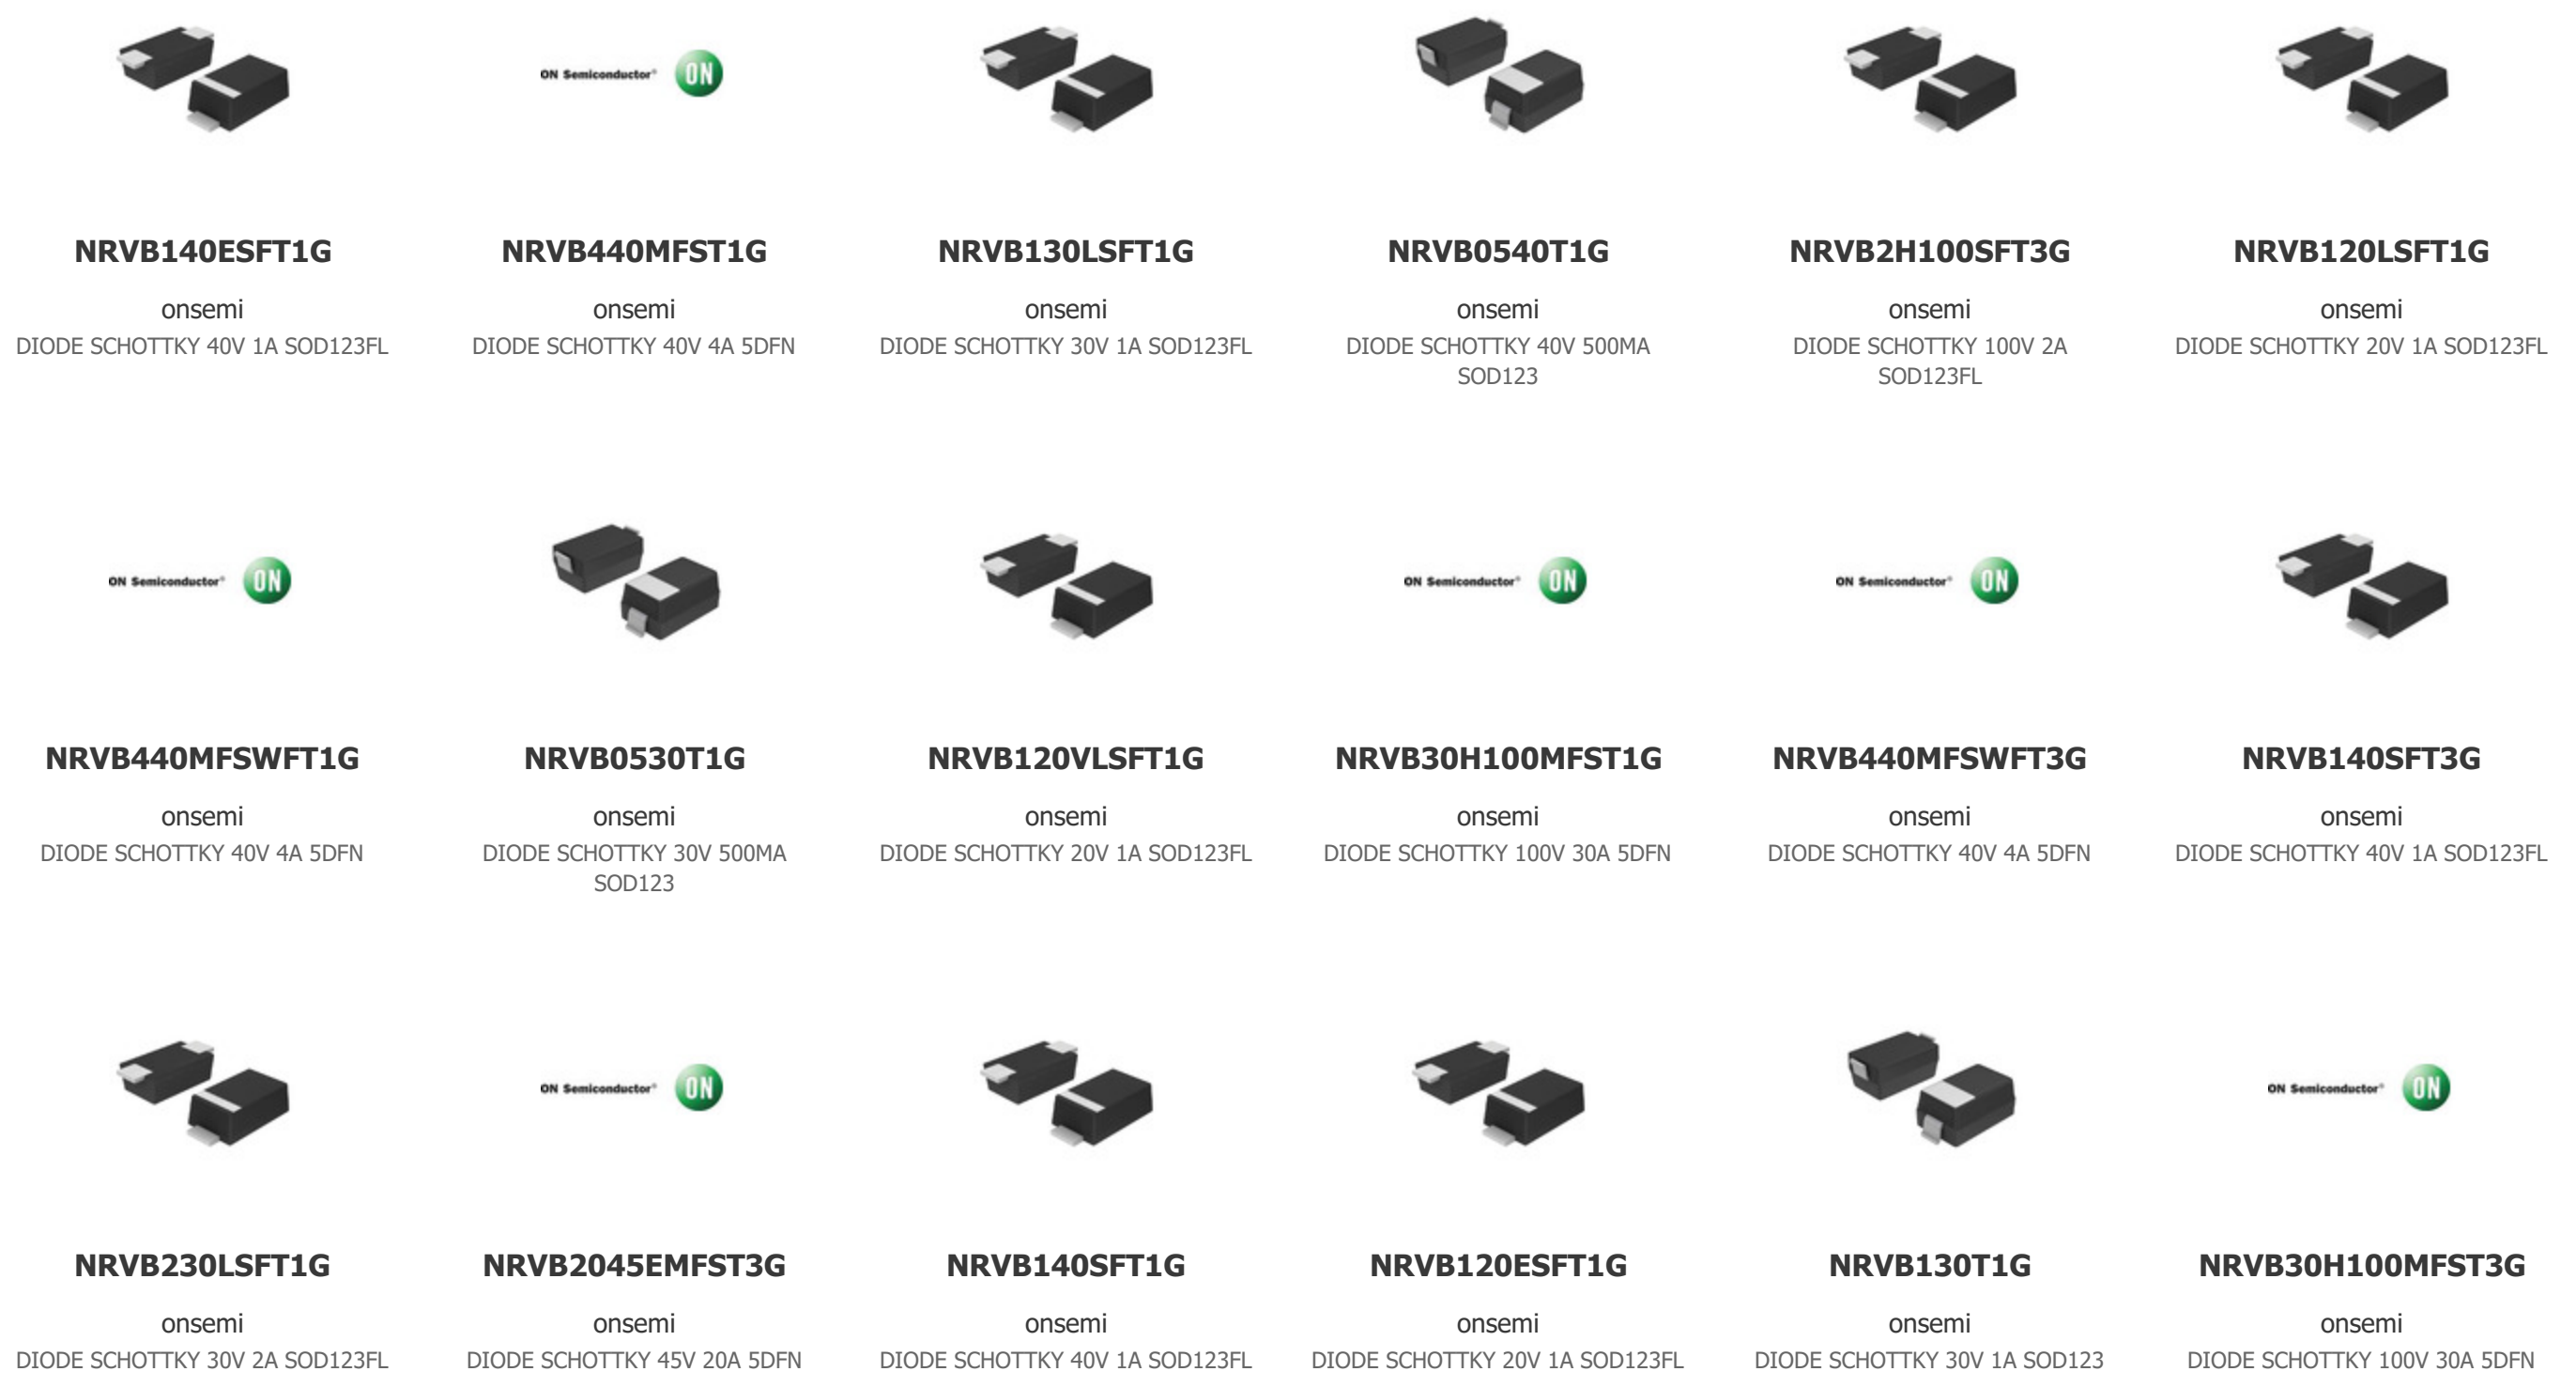 ON Semiconductor® ON
NRVB140ESFT1G
NRVB440MFST1G
NRVB130LSFT1G
NRVB0540T1G
NRVB2H100SFT3G
NRVB120LSFT1G
onsemi
onsemi
onsemi
onsemi
onsemi
onsemi
DIODE SCHOTTKY 40V 1A SOD123FL
DIODE SCHOTTKY 40V 4A 5DFN
DIODE SCHOTTKY 30V 1A SOD123FL
DIODE SCHOTTKY 40V 500MA
SOD123
DIODE SCHOTTKY 100V 2A
SOD123FL
DIODE SCHOTTKY 20V 1A SOD123FL
ON Semiconductor® ON
ON Semiconductor® ON
ON Semiconductor® ON
NRVB440MFSWFT1G
NRVB0530T1G
NRVB120VLSFT1G
NRVB30H100MFST1G
NRVB440MFSWFT3G
NRVB140SFT3G
onsemi
onsemi
onsemi
onsemi
onsemi
onsemi
DIODE SCHOTTKY 40V 4A 5DFN
DIODE SCHOTTKY 30V 500MA
SOD123
DIODE SCHOTTKY 20V 1A SOD123FL
DIODE SCHOTTKY 100V 30A 5DFN
DIODE SCHOTTKY 40V 4A 5DFN
DIODE SCHOTTKY 40V 1A SOD123FL
ON Semiconductor® ON
ON Semiconductor® ON
NRVB230LSFT1G
NRVB2045EMFST3G
NRVB140SFT1G
NRVB120ESFT1G
NRVB130T1G
NRVB30H100MFST3G
onsemi
onsemi
onsemi
onsemi
onsemi
onsemi
DIODE SCHOTTKY 30V 2A SOD123FL
DIODE SCHOTTKY 45V 20A 5DFN
DIODE SCHOTTKY 40V 1A SOD123FL
DIODE SCHOTTKY 20V 1A SOD123FL
DIODE SCHOTTKY 30V 1A SOD123
DIODE SCHOTTKY 100V 30A 5DFN